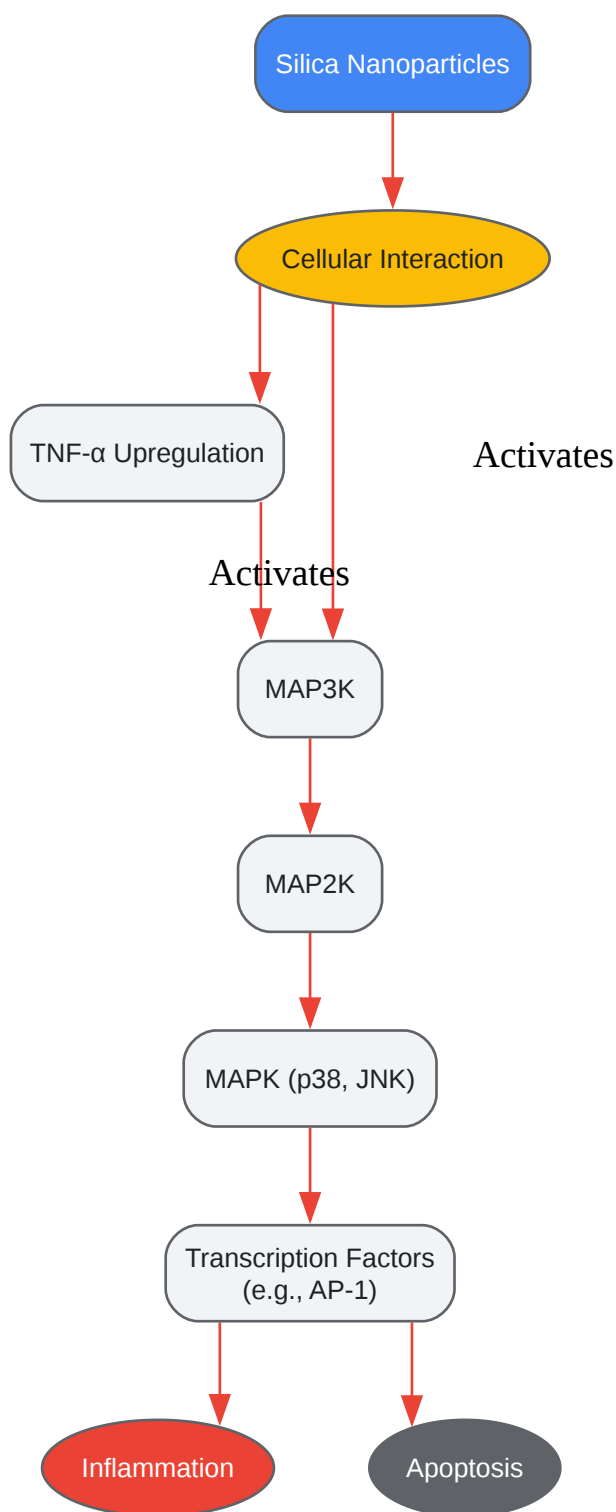 Silica Nanoparticles
Cellular Interaction
TNF-α Upregulation
Activates
Activates
MAP3K
MAP2K
MAPK (p38, JNK)
Transcription Factors
(e.g., AP-1)
Inflammation
Apoptosis